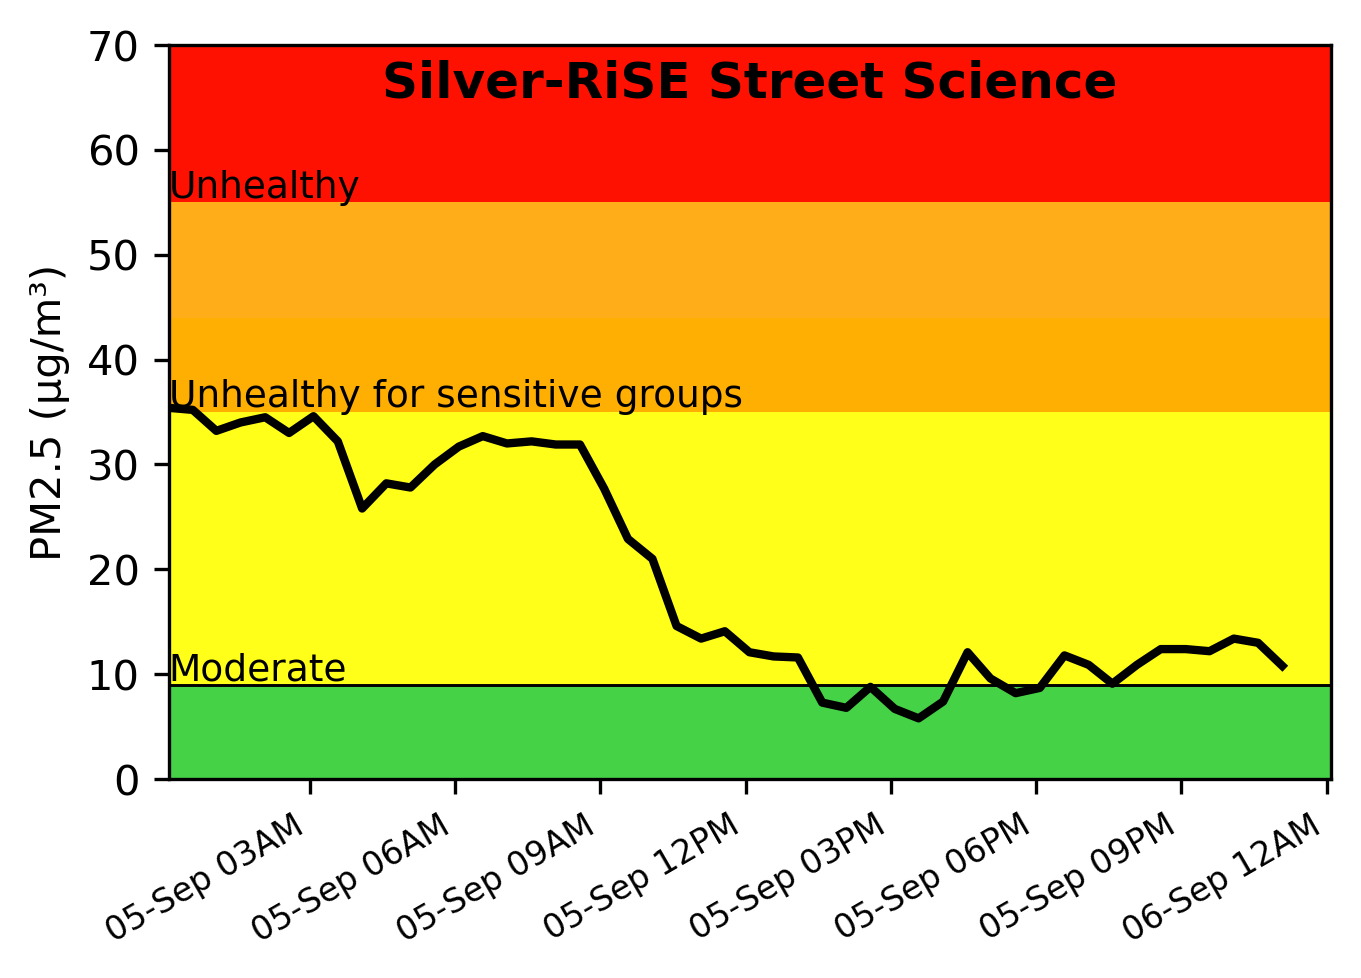 Silver-RiSE Street Science
70
60
50
40
30
20
10
0
PM2.5 (µg/m³)
Unhealthy
Unhealthy for sensitive groups
Moderate
05-Sep 03AM
05-Sep 06AM
05-Sep 09AM
05-Sep 12PM
05-Sep 03PM
05-Sep 06PM
05-Sep 09PM
06-Sep 12AM